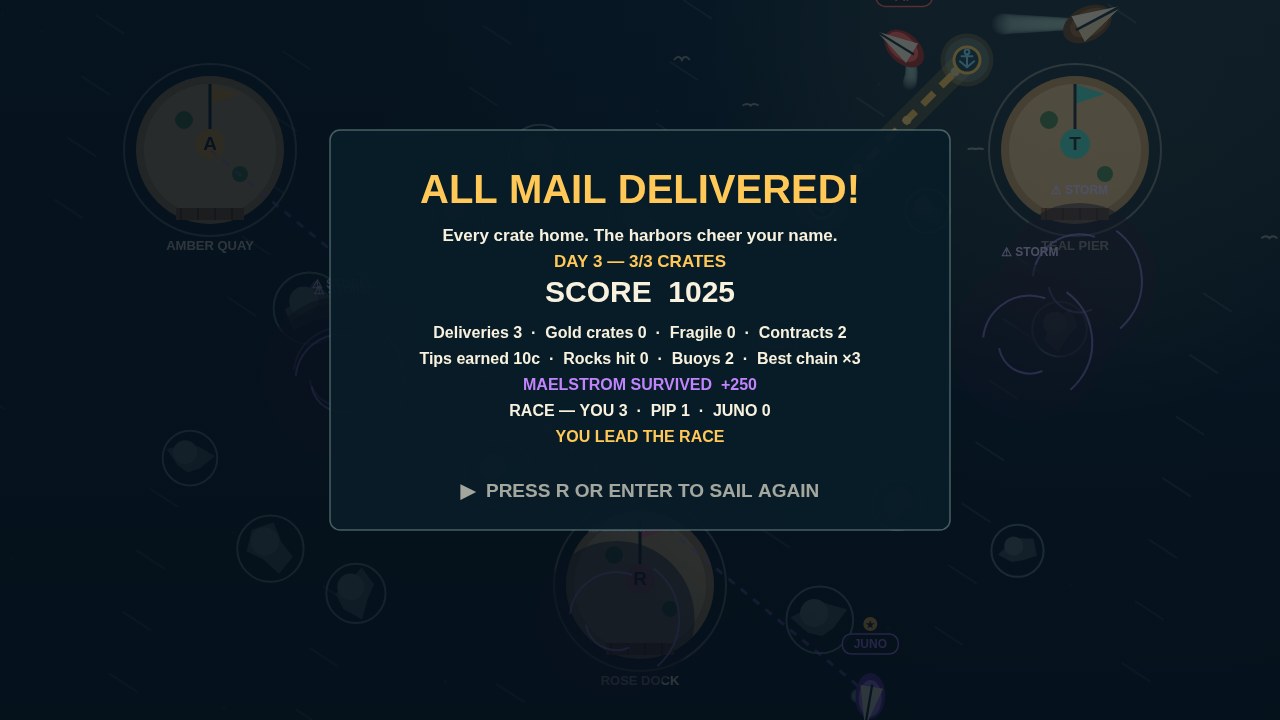 A
T
⚠ STORM
AMBER QUAY
TEAL PIER
⚠ STORM
ALL MAIL DELIVERED!
Every crate home. The harbors cheer your name.
DAY 3 — 3/3 CRATES
SCORE 1025
Deliveries 3 · Gold crates 0 · Fragile 0 · Contracts 2
Tips earned 10c · Rocks hit 0 · Buoys 2 · Best chain ×3
MAELSTROM SURVIVED +250
RACE — YOU 3 · PIP 1 · JUNO 0
YOU LEAD THE RACE
▶ PRESS R OR ENTER TO SAIL AGAIN
R
JUNO
ROSE DOCK